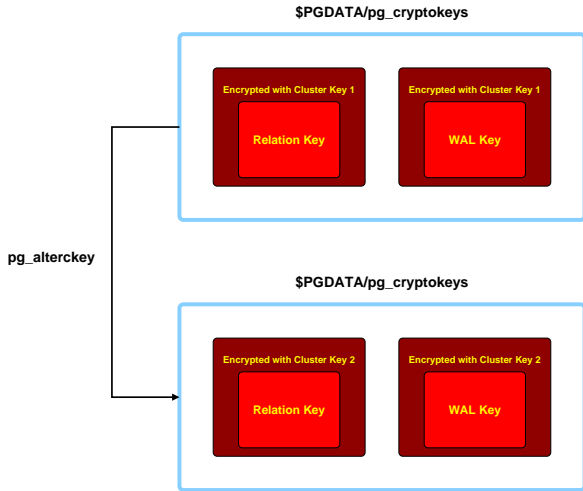 $PGDATA/pg_cryptokeys
Encrypted with Cluster Key 1
Relation Key
Encrypted with Cluster Key 1
WAL Key
pg_alterckey
$PGDATA/pg_cryptokeys
Encrypted with Cluster Key 2
Relation Key
Encrypted with Cluster Key 2
WAL Key